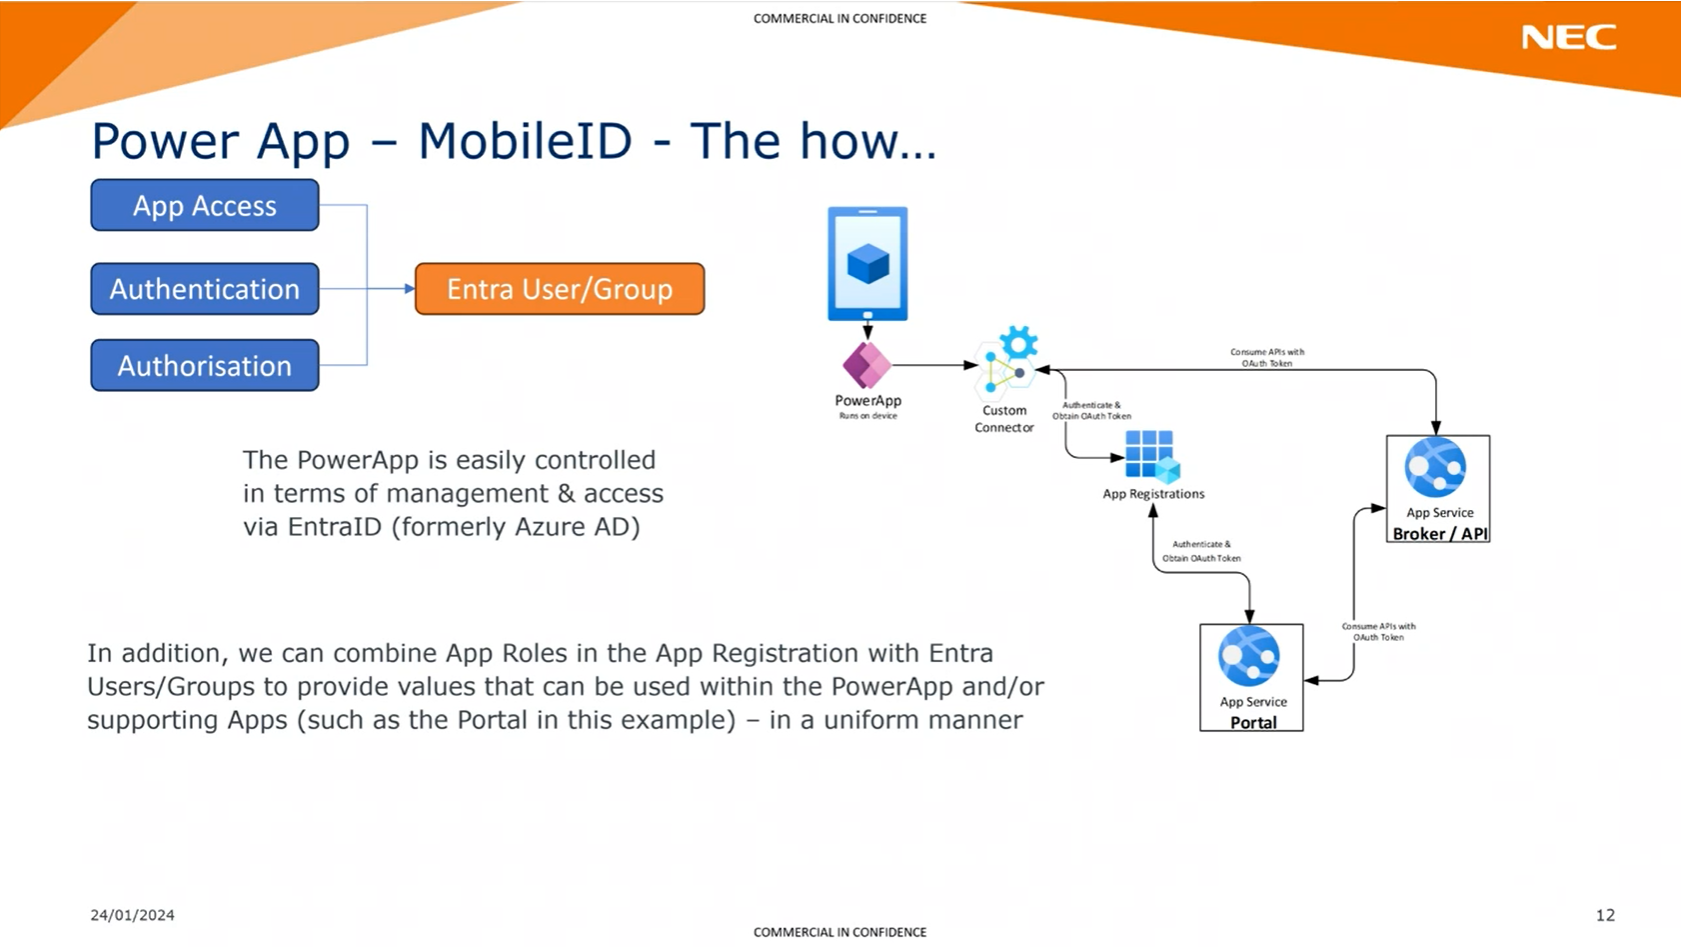 COMMERCIAL IN CONFIDENCE
NEC
Power App – MobileID - The how...
App Access
Authentication
Authorisation
Entra User/Group
The PowerApp is easily controlled
in terms of management & access
via EntraID (formerly Azure AD)
PowerApp
Runs on device
Custom
Connector
Consume APIs with
OAuth Token
Authenticate &
Obtain OAuth Token
App Registrations
App Service
Broker / API
Authenticate &
Obtain OAuth Token
Consume APIs with
OAuth Token
App Service
Portal
In addition, we can combine App Roles in the App Registration with Entra
Users/Groups to provide values that can be used within the PowerApp and/or
supporting Apps (such as the Portal in this example) – in a uniform manner
24/01/2024
COMMERCIAL IN CONFIDENCE
12